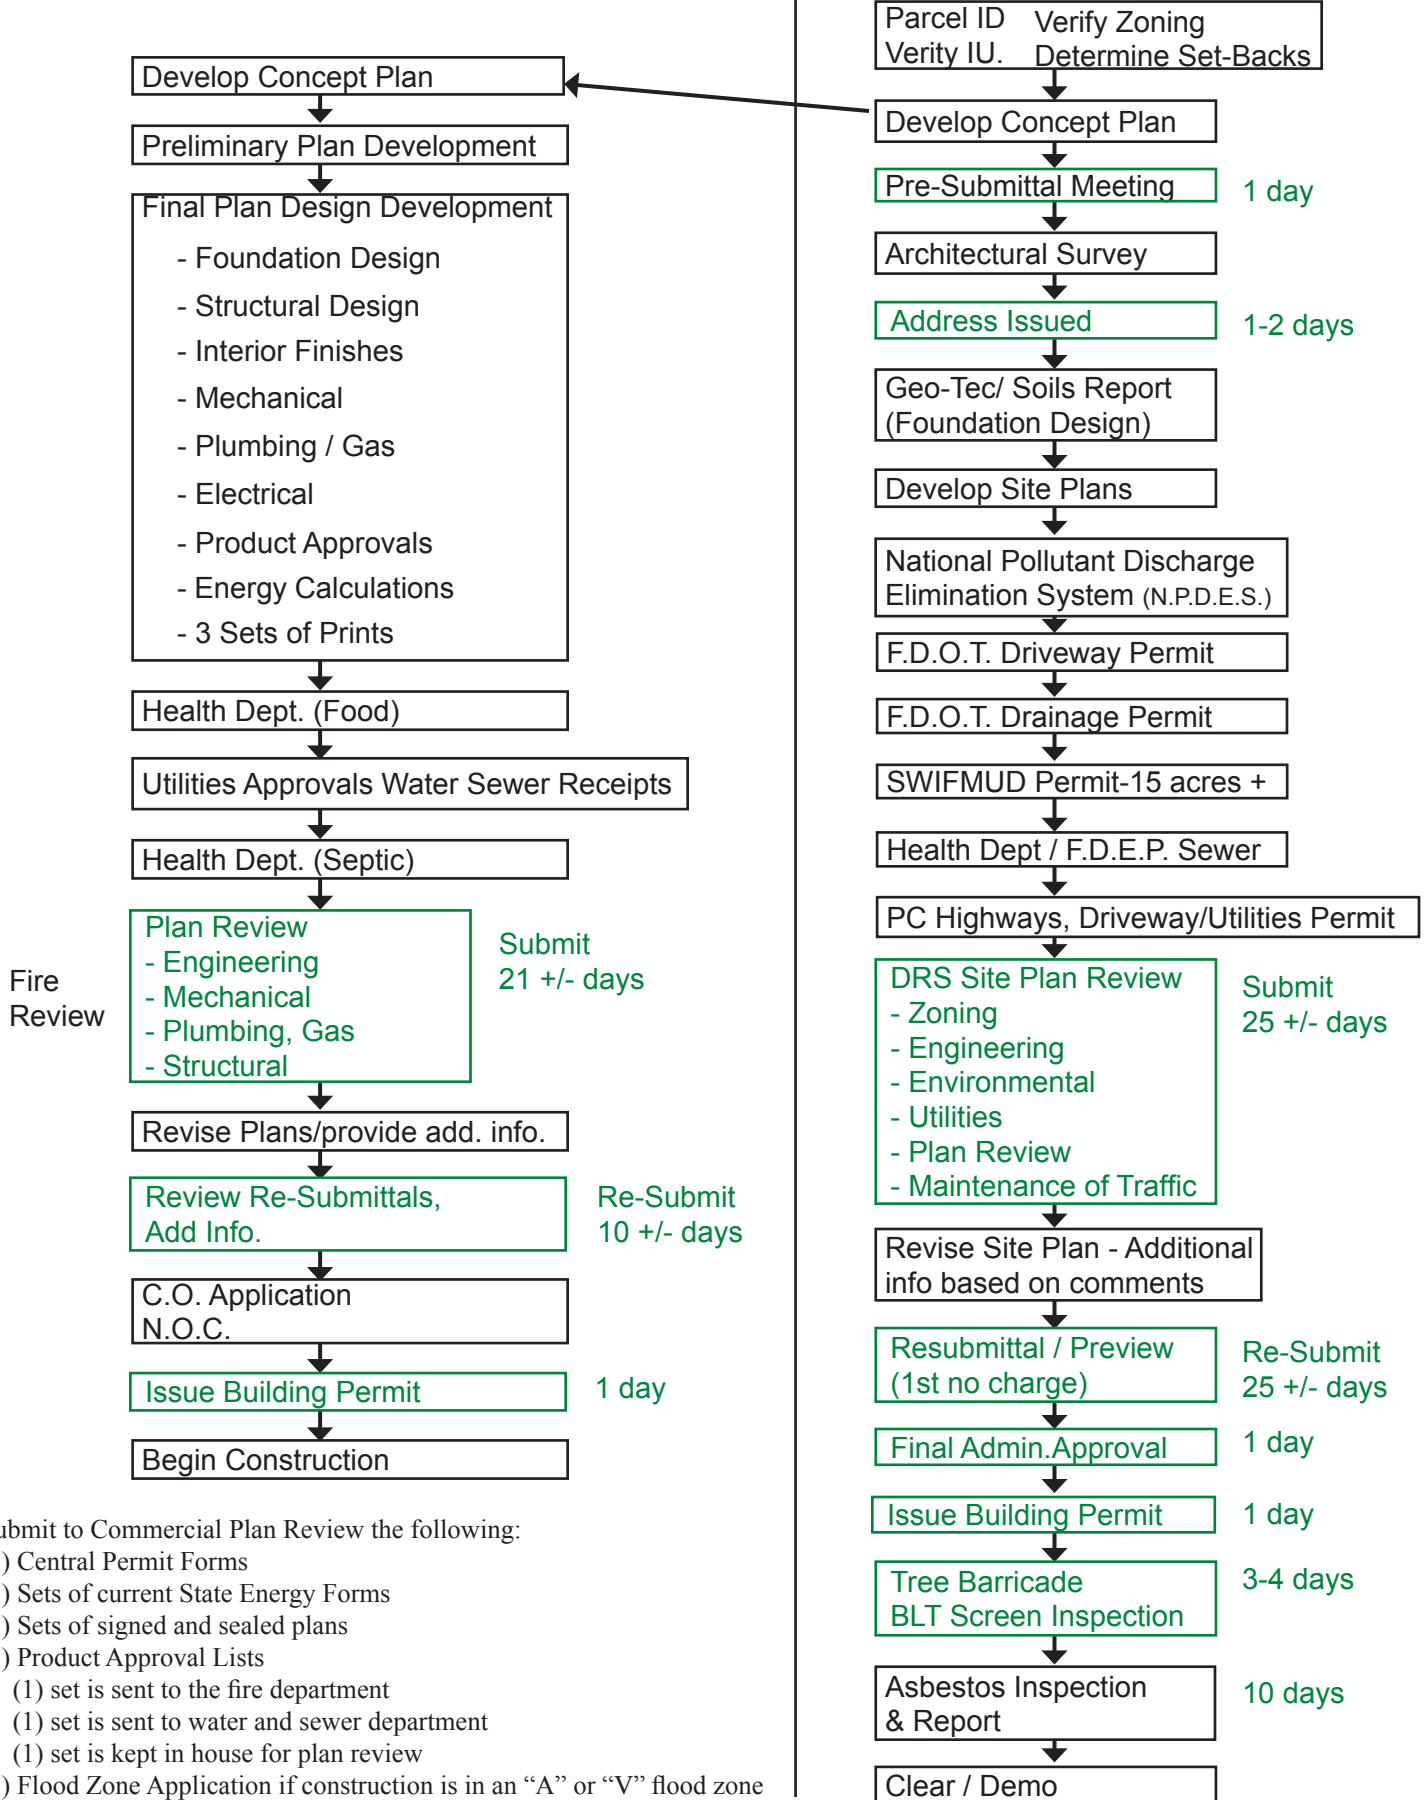 Develop Concept Plan
Preliminary Plan Development
Final Plan Design Development
- Foundation Design
- Structural Design
- Interior Finishes
- Mechanical
- Plumbing / Gas
- Electrical
- Product Approvals
- Energy Calculations
- 3 Sets of Prints
Health Dept. (Food)
Utilities Approvals Water Sewer Receipts
Health Dept. (Septic)
Fire
Review
Plan Review
- Engineering
- Mechanical
- Plumbing, Gas
- Structural
Submit
21 +/- days
Revise Plans/provide add. info.
Review Re-Submittals,
Add Info.
Re-Submit
10 +/- days
C.O. Application
N.O.C.
Issue Building Permit
1 day
Begin Construction
ubmit to Commercial Plan Review the following:
) Central Permit Forms
) Sets of current State Energy Forms
) Sets of signed and sealed plans
) Product Approval Lists
(1) set is sent to the fire department
(1) set is sent to water and sewer department
(1) set is kept in house for plan review
) Flood Zone Application if construction is in an “A” or “V” flood zone
Parcel ID Verify Zoning
Verity IU. Determine Set-Backs
Develop Concept Plan
Pre-Submittal Meeting
1 day
Architectural Survey
Address Issued
1-2 days
Geo-Tec/ Soils Report
(Foundation Design)
Develop Site Plans
National Pollutant Discharge
Elimination System (N.P.D.E.S.)
F.D.O.T. Driveway Permit
F.D.O.T. Drainage Permit
SWIFMUD Permit-15 acres +
Health Dept / F.D.E.P. Sewer
PC Highways, Driveway/Utilities Permit
DRS Site Plan Review
- Zoning
- Engineering
- Environmental
- Utilities
- Plan Review
- Maintenance of Traffic
Submit
25 +/- days
Revise Site Plan - Additional
info based on comments
Resubmittal / Preview
(1st no charge)
Re-Submit
25 +/- days
Final Admin.Approval
1 day
Issue Building Permit
1 day
Tree Barricade
BLT Screen Inspection
3-4 days
Asbestos Inspection
& Report
10 days
Clear / Demo